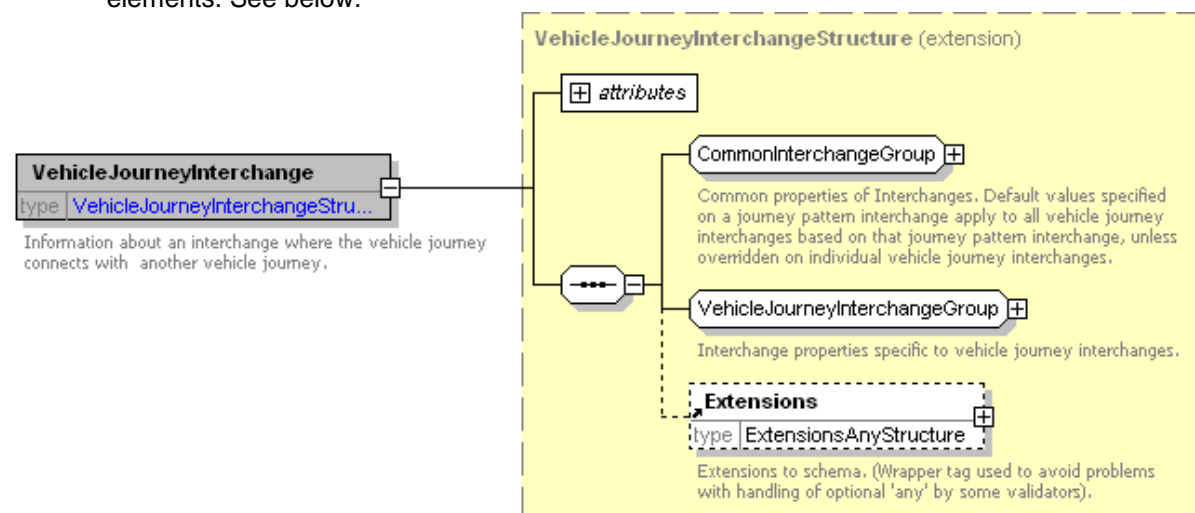 elements. See below.
VehicleJourneyInterchangeStructure (extension)
attributes
CommonInterchangeGroup
Common properties of Interchanges. Default values specified
on a journey pattern interchange apply to all vehicle journey
interchanges based on that journey pattern interchange, unless
overridden on individual vehicle journey interchanges.
VehicleJourneyInterchange
type VehicleJourneyInterchangeStru...
Information about an interchange where the vehicle journey
connects with another vehicle journey.
VehicleJourneyInterchangeGroup
Interchange properties specific to vehicle journey interchanges.
Extensions
type ExtensionsAnyStructure
Extensions to schema. (Wrapper tag used to avoid problems
with handling of optional 'any' by some validators).